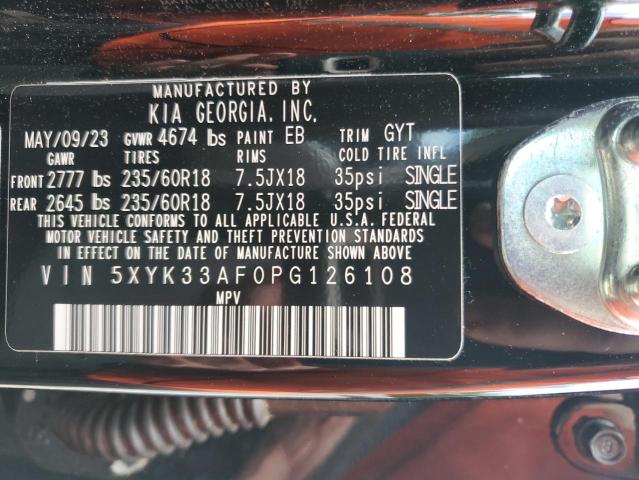 MANUFACTURED BY
KIA GEORGIA, INC.
MAY/09/23 GVWR 4674 lbs PAINT EB TRIM GYT
GAWR TIRES RIMS COLD TIRE INFL
FRONT 2777 lbs 235/60R18 7.5JX18 35psi SINGLE
REAR 2645 lbs 235/60R18 7.5JX18 35psi SINGLE
THIS VEHICLE CONFORMS TO ALL APPLICABLE U.S.A. FEDERAL
MOTOR VEHICLE SAFETY, BUMPER, AND THEFT PREVENTION STANDARDS
IN EFFECT ON THE DATE OF MANUFACTURE SHOWN ABOVE.
VIN 5XYK33AF0PG126108
MPV